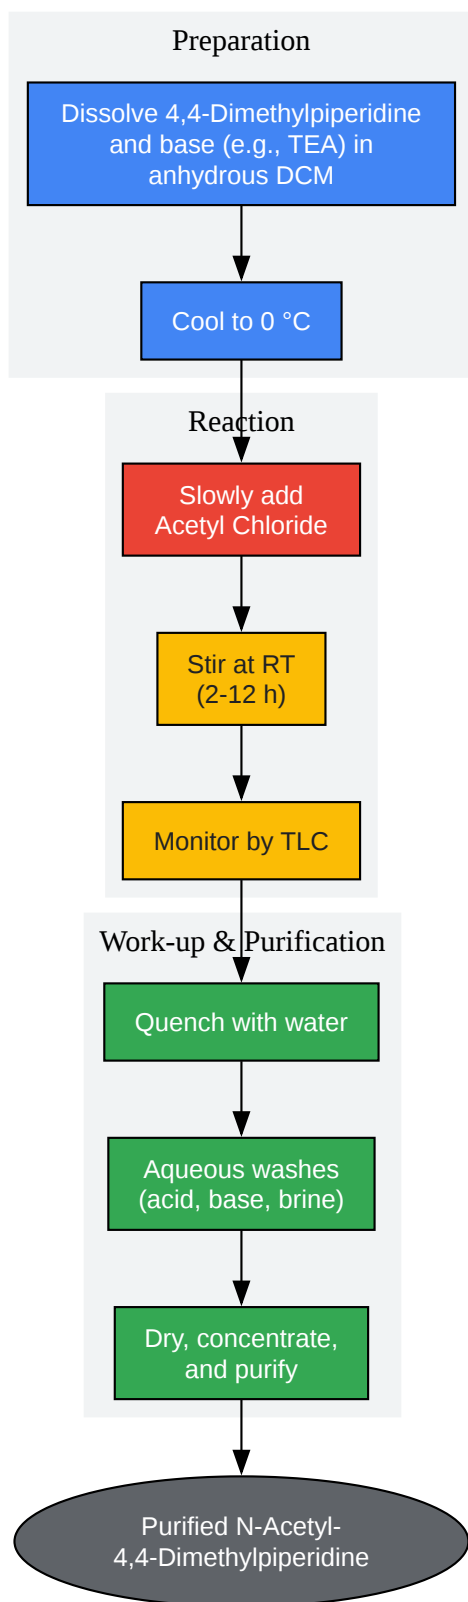 Preparation
Dissolve 4,4-Dimethylpiperidine
and base (e.g., TEA) in
anhydrous DCM
Cool to 0 °C
Reaction
Slowly add
Acetyl Chloride
Stir at RT
(2-12 h)
Monitor by TLC
Work-up & Purification
Quench with water
Aqueous washes
(acid, base, brine)
Dry, concentrate,
and purify
Purified N-Acetyl-
4,4-Dimethylpiperidine